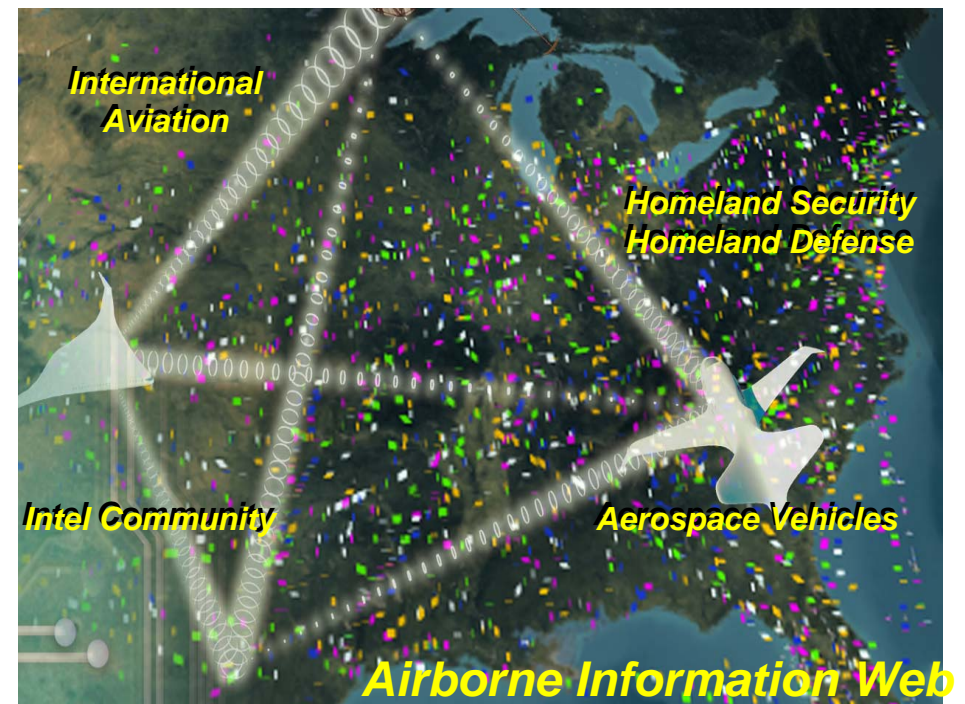 International
Aviation
Homeland Security
Homeland Defense
Intel Community
Aerospace Vehicles
Airborne Information Web